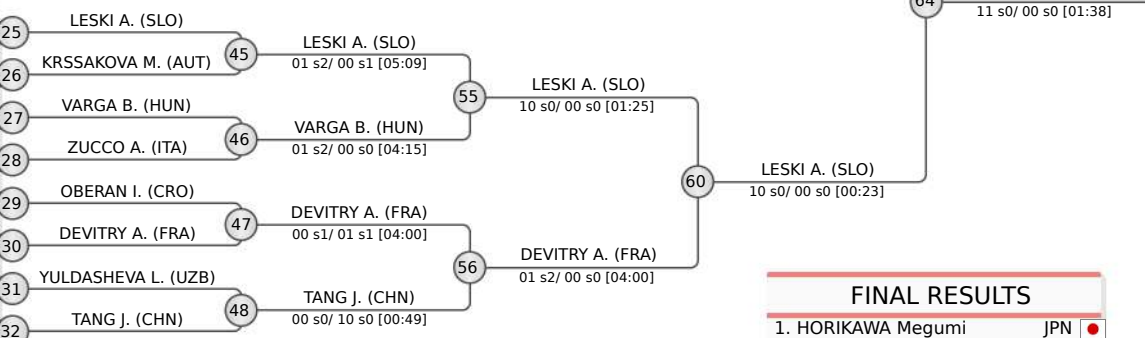 64
11 s0/ 00 s0 [01:38]
25
LESKI A. (SLO)
26
KRSSAKOVA M. (AUT)
45
LESKI A. (SLO)
01 s2/ 00 s1 [05:09]
27
VARGA B. (HUN)
28
ZUCCO A. (ITA)
46
VARGA B. (HUN)
01 s2/ 00 s0 [04:15]
55
LESKI A. (SLO)
10 s0/ 00 s0 [01:25]
29
OBERAN I. (CRO)
30
DEVITRY A. (FRA)
47
DEVITRY A. (FRA)
00 s1/ 01 s1 [04:00]
31
YULDASHEVA L. (UZB)
32
TANG J. (CHN)
48
TANG J. (CHN)
00 s0/ 10 s0 [00:49]
56
DEVITRY A. (FRA)
01 s2/ 00 s0 [04:00]
60
LESKI A. (SLO)
10 s0/ 00 s0 [00:23]
FINAL RESULTS
1. HORIKAWA Megumi JPN